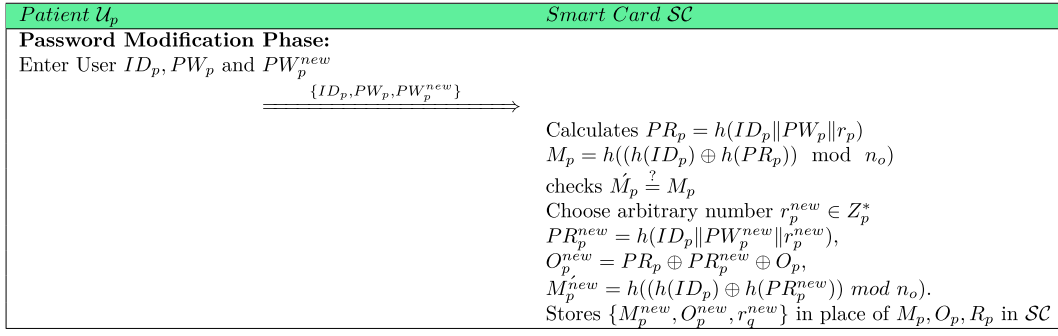 Patient 𝒰_p Smart Card 𝒮𝒞
Password Modification Phase:
Enter User ID_p, PW_p and PW_p^{new}
{ID_p,PW_p,PW_p^{new}}
⟹
Calculates PR_p = h(ID_p∥PW_p∥r_p)
M_p = h((h(ID_p) ⊕ h(PR_p)) mod n_o)
checks Ḿ_p ≟ M_p
Choose arbitrary number r_p^{new} ∈ Z_p^*
PR_p^{new} = h(ID_p∥PW_p^{new}∥r_p^{new}),
O_p^{new} = PR_p ⊕ PR_p^{new} ⊕ O_p,
Ḿ_p^{new} = h((h(ID_p) ⊕ h(PR_p^{new})) mod n_o).
Stores {M_p^{new}, O_p^{new}, r_q^{new}} in place of M_p, O_p, R_p in 𝒮𝒞